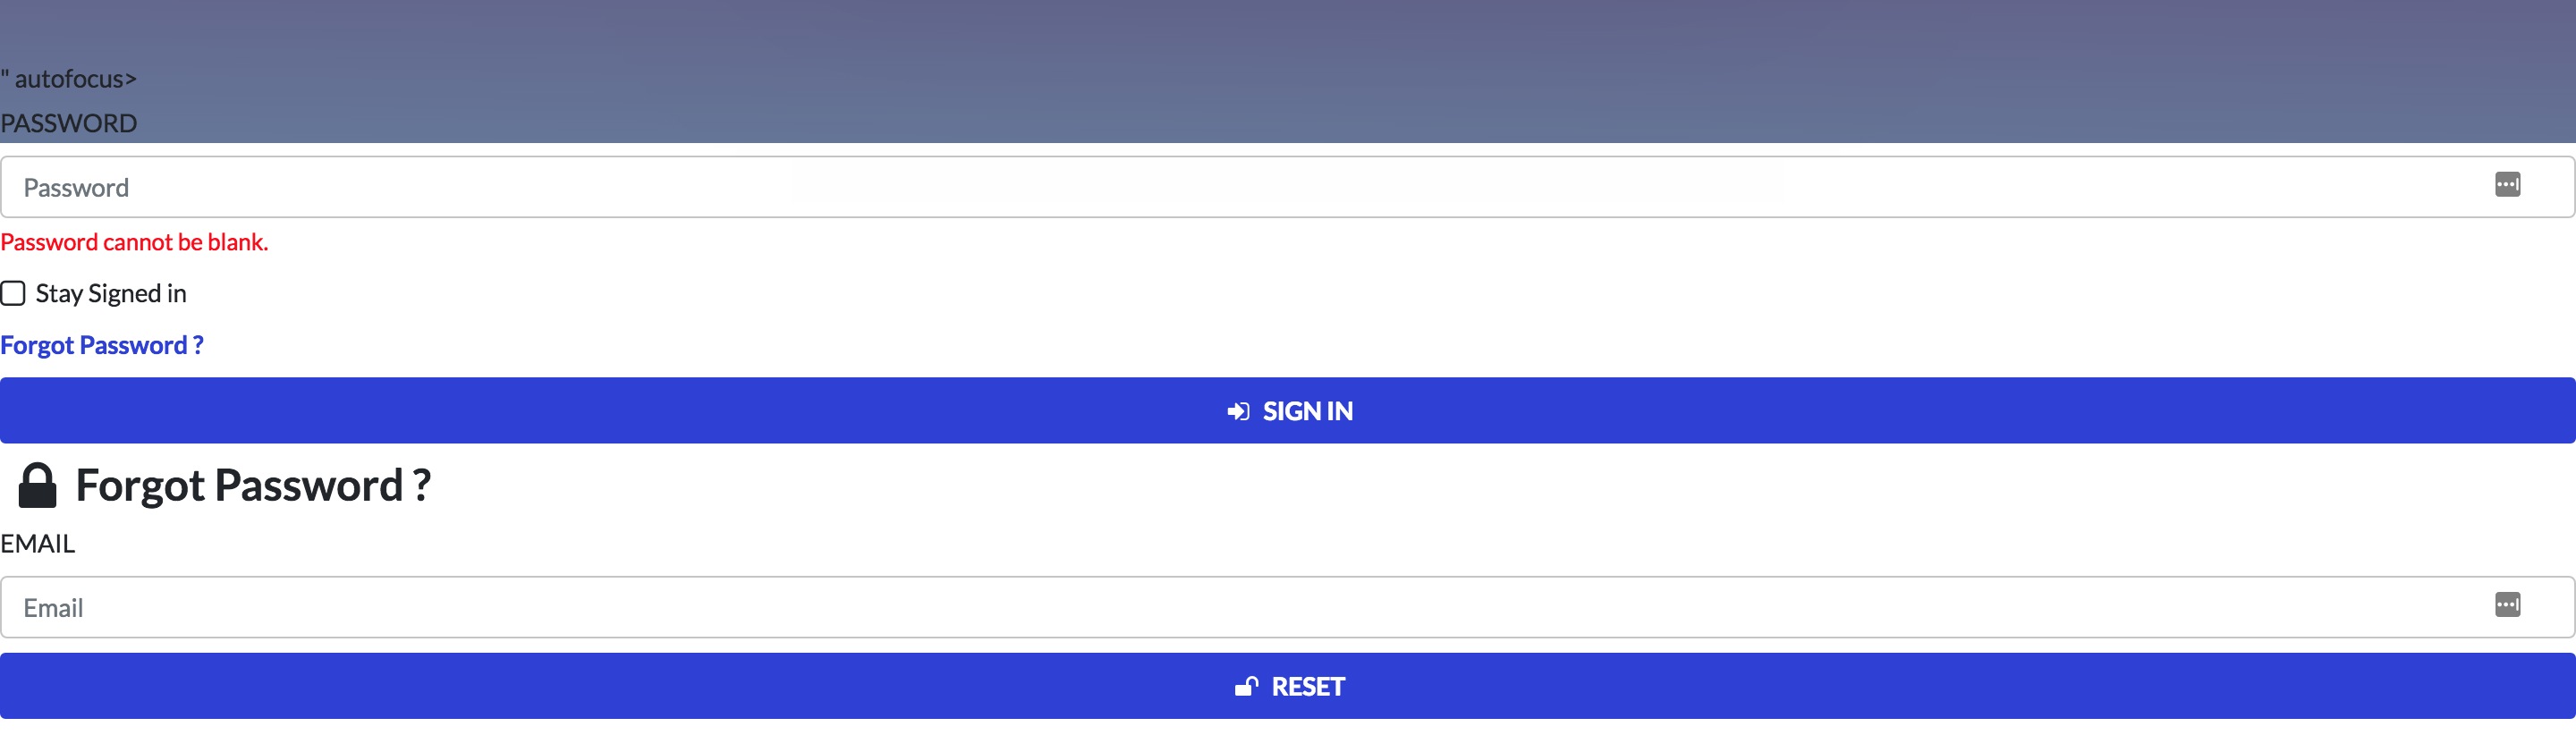 " autofocus>
PASSWORD
Password
Password cannot be blank.
Stay Signed in
Forgot Password ?
SIGN IN
Forgot Password ?
EMAIL
Email
RESET